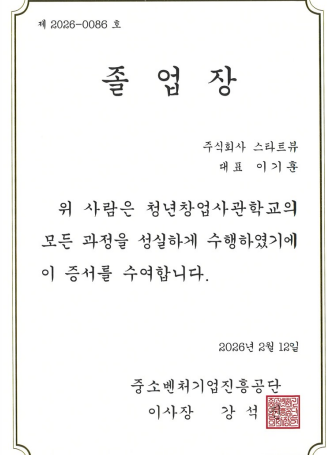 제 2026-0086 호
졸 업 장
주식회사 스타트뷰
대표 이기훈
위 사람은 청년창업사관학교의
모든 과정을 성실하게 수행하였기에
이 증서를 수여합니다.
2026년 2월 12일
중소벤처기업진흥공단
이사장 강 석